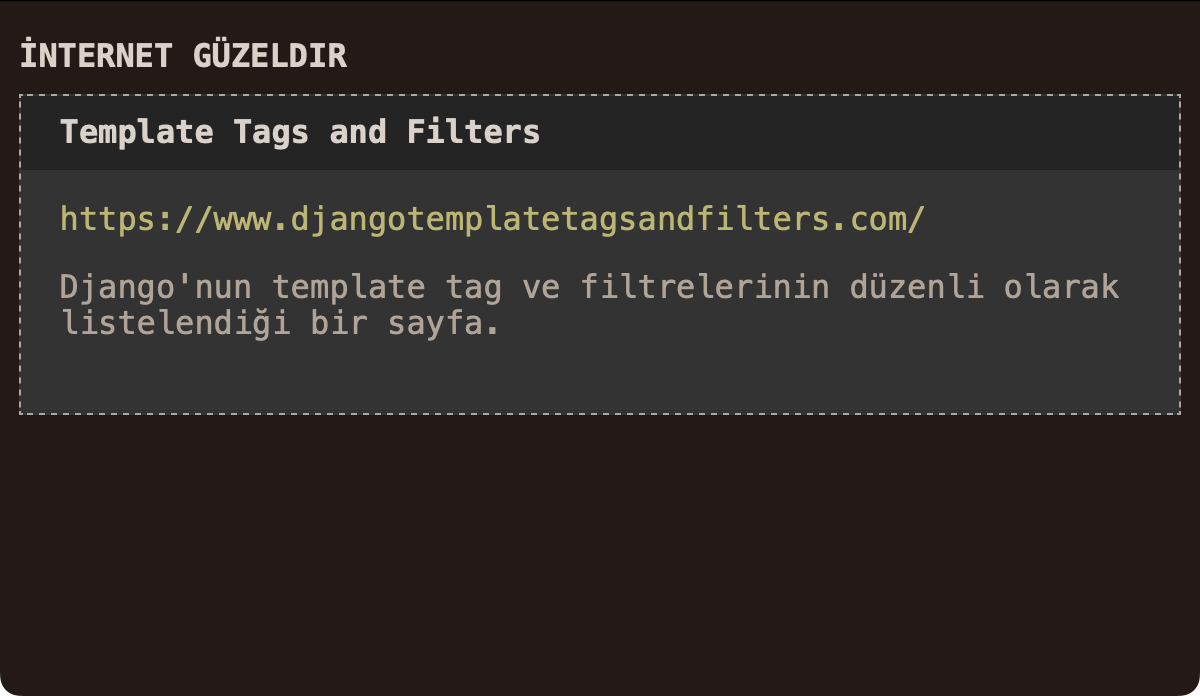 İNTERNET GÜZELDIR
Template Tags and Filters
https://www.djangotemplatetagsandfilters.com/
Django'nun template tag ve filtrelerinin düzenli olarak
listelendiği bir sayfa.